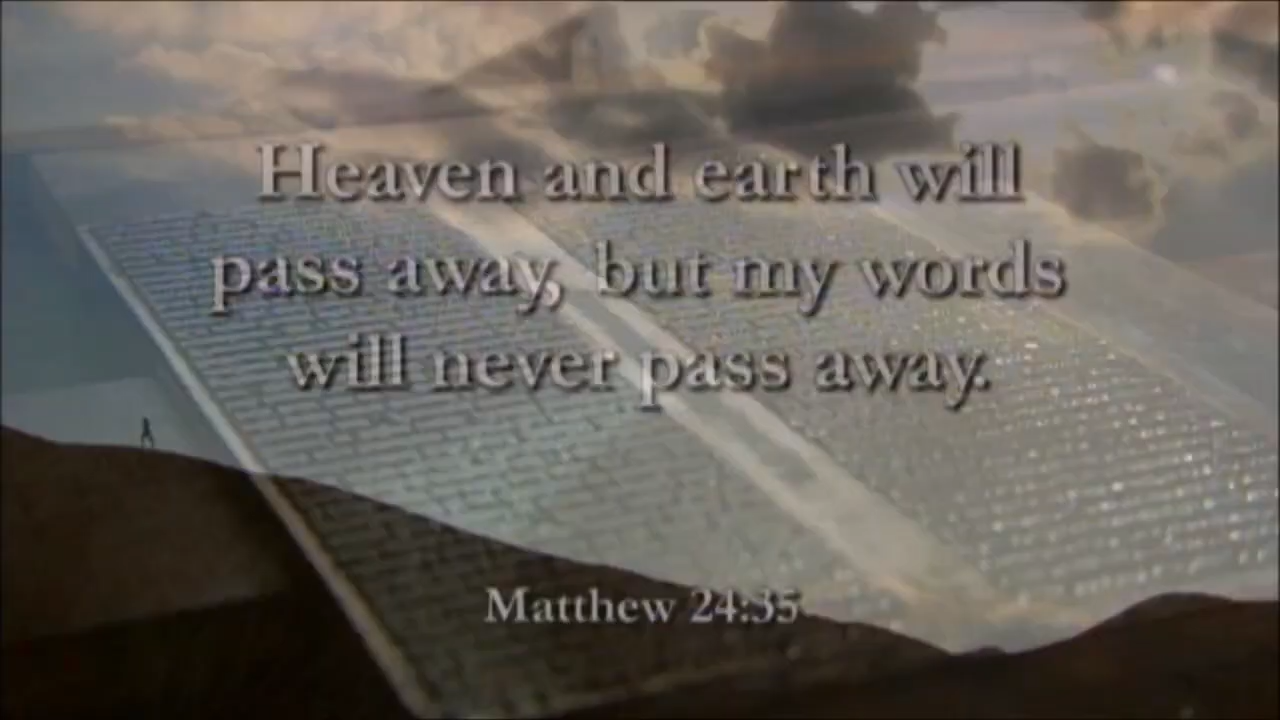 Heaven and earth will
pass away, but my words
will never pass away.
Matthew 24:35